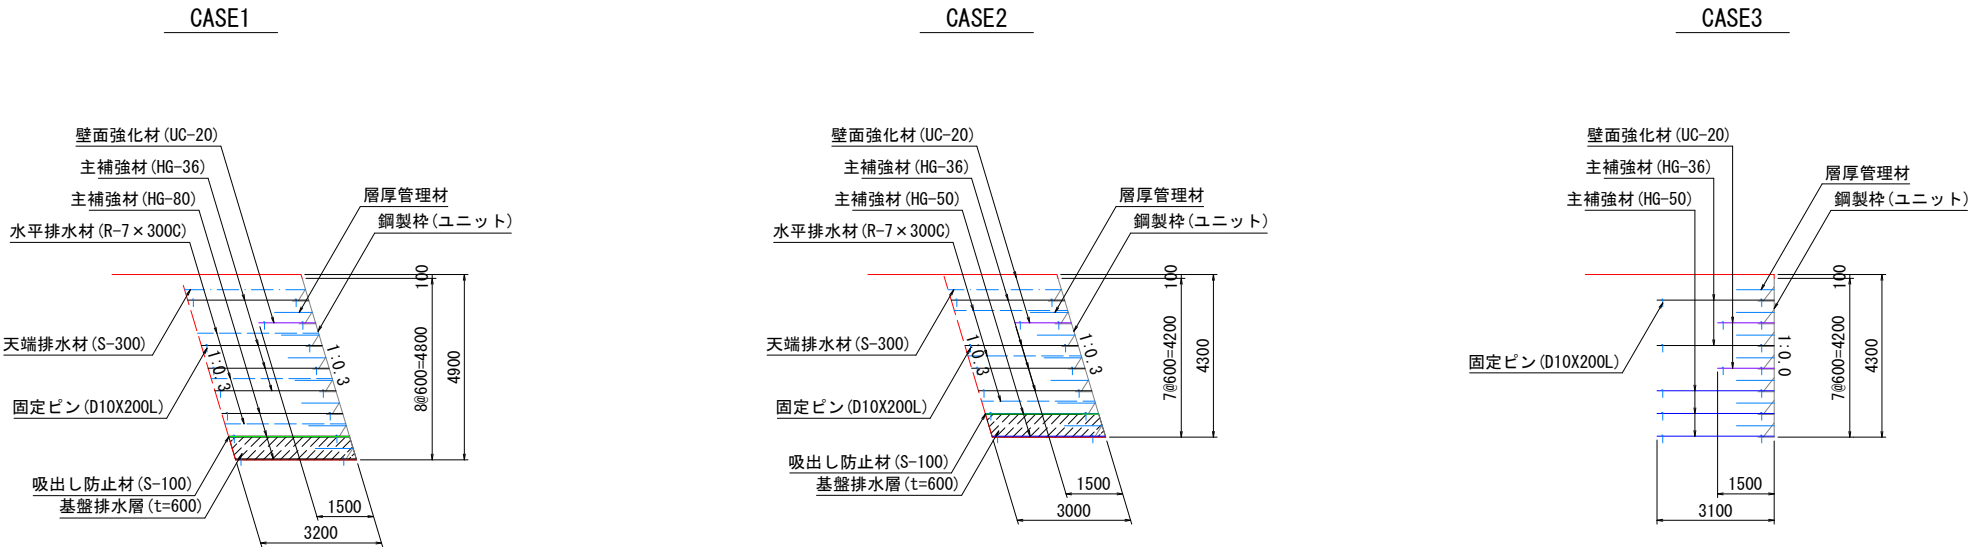 CASE1
壁面強化材(UC-20)
主補強材(HG-36)
主補強材(HG-80)
水平排水材(R-7×300C)
層厚管理材
鋼製枠(ユニット)
天端排水材(S-300)
固定ピン(D10X200L)
吸出し防止材(S-100)
基盤排水層(t=600)
1:0.3
1:0.3
100
8@600=4800
4900
1500
3200
CASE2
壁面強化材(UC-20)
主補強材(HG-36)
主補強材(HG-50)
水平排水材(R-7×300C)
層厚管理材
鋼製枠(ユニット)
天端排水材(S-300)
固定ピン(D10X200L)
吸出し防止材(S-100)
基盤排水層(t=600)
1:0.3
1:0.3
100
7@600=4200
4300
1500
3000
CASE3
壁面強化材(UC-20)
主補強材(HG-36)
主補強材(HG-50)
層厚管理材
鋼製枠(ユニット)
固定ピン(D10X200L)
1:0.0
100
7@600=4200
4300
1500
3100